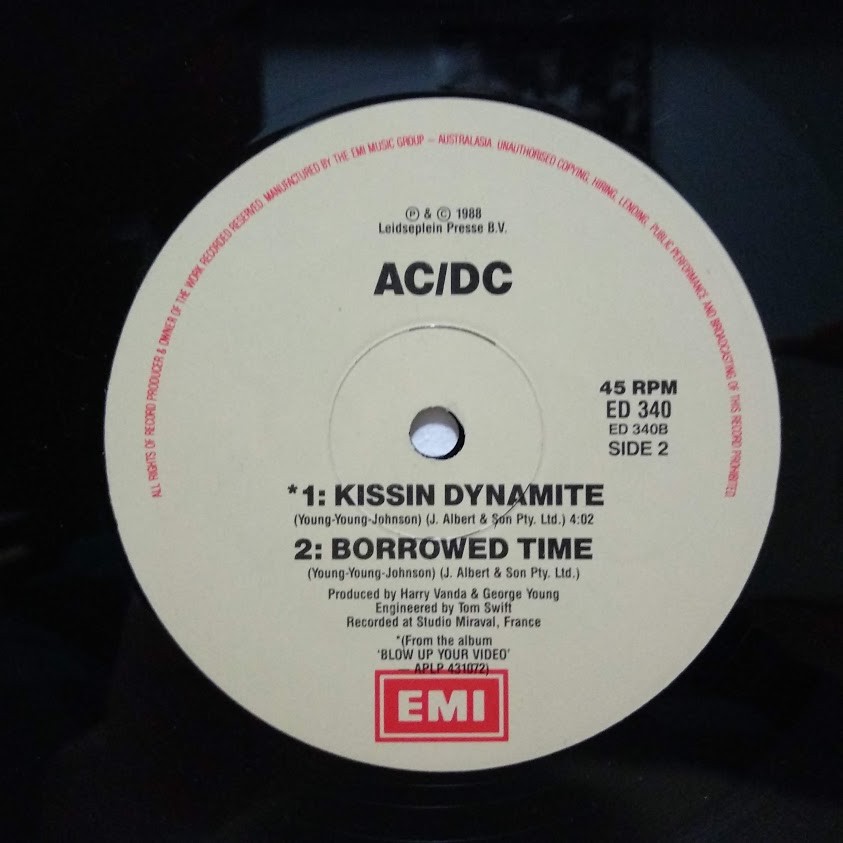 ALL RIGHTS OF RECORD PRODUCER & OWNER OF THE WORK RECORDED RESERVED. MANUFACTURED BY THE EMI MUSIC GROUP – AUSTRALASIA. UNAUTHORISED COPYING, HIRING, LENDING, PUBLIC PERFORMANCE AND BROADCASTING OF THIS RECORD PROHIBITED
℗ & © 1988
Leidseplein Presse B.V.
AC/DC
45 RPM
ED 340
ED 340B
SIDE 2
*1: KISSIN DYNAMITE
(Young-Young-Johnson) (J. Albert & Son Pty. Ltd.) 4:02
2: BORROWED TIME
(Young-Young-Johnson) (J. Albert & Son Pty. Ltd.)
Produced by Harry Vanda & George Young
Engineered by Tom Swift
Recorded at Studio Miraval, France
*(From the album
'BLOW UP YOUR VIDEO'
— APLP 431072)
EMI